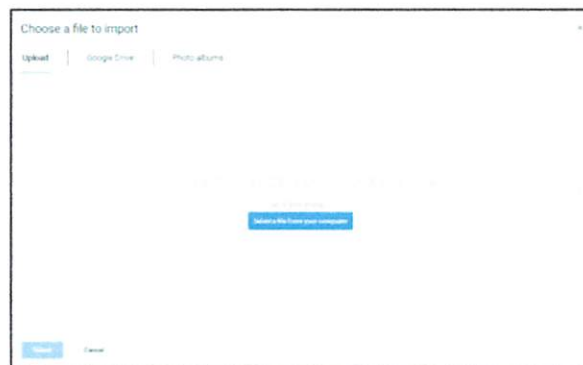 Choose a file to import
Upload
Google Drive
Photo albums
Select a file from your computer
Select
Cancel